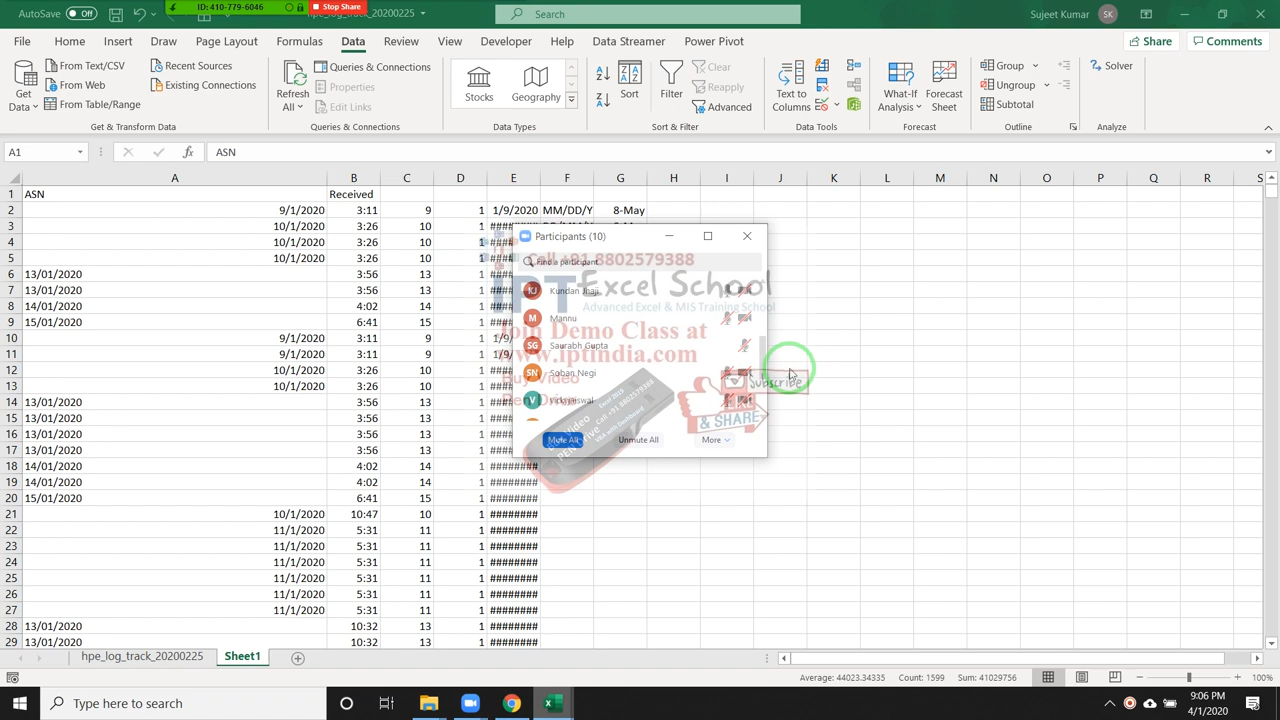 AutoSave Off
ID: 410-779-6046
Stop Share
hpe_log_track_20200225
Search
Sujeet Kumar
SK
File Home Insert Draw Page Layout Formulas Data Review View Developer Help Data Streamer Power Pivot
Share
Comments
Get Data
From Text/CSV
From Web
From Table/Range
Recent Sources
Existing Connections
Refresh All
Queries & Connections
Properties
Edit Links
Stocks
Geography
Sort
Filter
Clear
Reapply
Advanced
Text to Columns
What-If Analysis
Forecast Sheet
Group
Ungroup
Subtotal
Solver
Get & Transform Data
Queries & Connections
Data Types
Sort & Filter
Data Tools
Forecast
Outline
Analyze
A1
fx
ASN
A B C D E F G H I J K L M N O P Q R S
1 ASN Received
2 9/1/2020 3:11 9 1 1/9/2020 MM/DD/Y 8-May
3 10/1/2020 3:26 10 1
4 10/1/2020 3:26 10 1
5 10/1/2020 3:26 10 1
6 13/01/2020 3:56 13 1
7 13/01/2020 3:56 13 1
8 14/01/2020 4:02 14 1
9 15/01/2020 6:41 15 1
10 9/1/2020 3:11 9 1
11 9/1/2020 3:11 9 1
12 10/1/2020 3:26 10 1
13 10/1/2020 3:26 10 1
14 13/01/2020 3:56 13 1
15 13/01/2020 3:56 13 1
16 13/01/2020 3:56 13 1
17 13/01/2020 3:56 13 1
18 14/01/2020 4:02 14 1 ########
19 14/01/2020 4:02 14 1 ########
20 15/01/2020 6:41 15 1 ########
21 10/1/2020 10:47 10 1 ########
22 11/1/2020 5:31 11 1 ########
23 11/1/2020 5:31 11 1 ########
24 11/1/2020 5:31 11 1 ########
25 11/1/2020 5:31 11 1 ########
26 11/1/2020 5:31 11 1 ########
27 11/1/2020 5:31 11 1 ########
28 13/01/2020 10:32 13 1 ########
29 13/01/2020 10:32 13 1 ########
Participants (10)
Find a participant
Call +91 8802579388
KJ Kundan Jhaji
IPT Excel School
Advanced Excel & MIS Training School
M Mannu
Join Demo Class at
SG Saurabh Gupta
www.iptindia.com
SN Soban Negi
Buy Video
Pen Drive
V
Subscribe
& SHARE
Mute All
Unmute All
More
hpe_log_track_20200225
Sheet1
Average: 44023.34335 Count: 1599 Sum: 41029756
100%
Type here to search
9:06 PM
4/1/2020